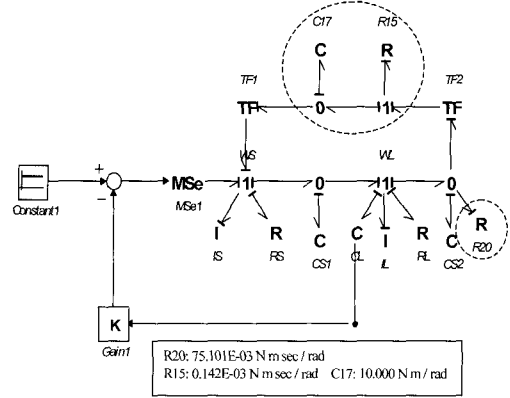 C17 R15
C R
TF1 TF2
TF 0 1 TF
WS WL
+
MSe 1 0 1 0
−
Constant1 MSe1
I R C C I R C R
IS RS CS1 CL IL RL CS2 R20
K
Gain1
R20: 75.101E-03 N m sec / rad
R15: 0.142E-03 N m sec / rad C17: 10.000 N m / rad